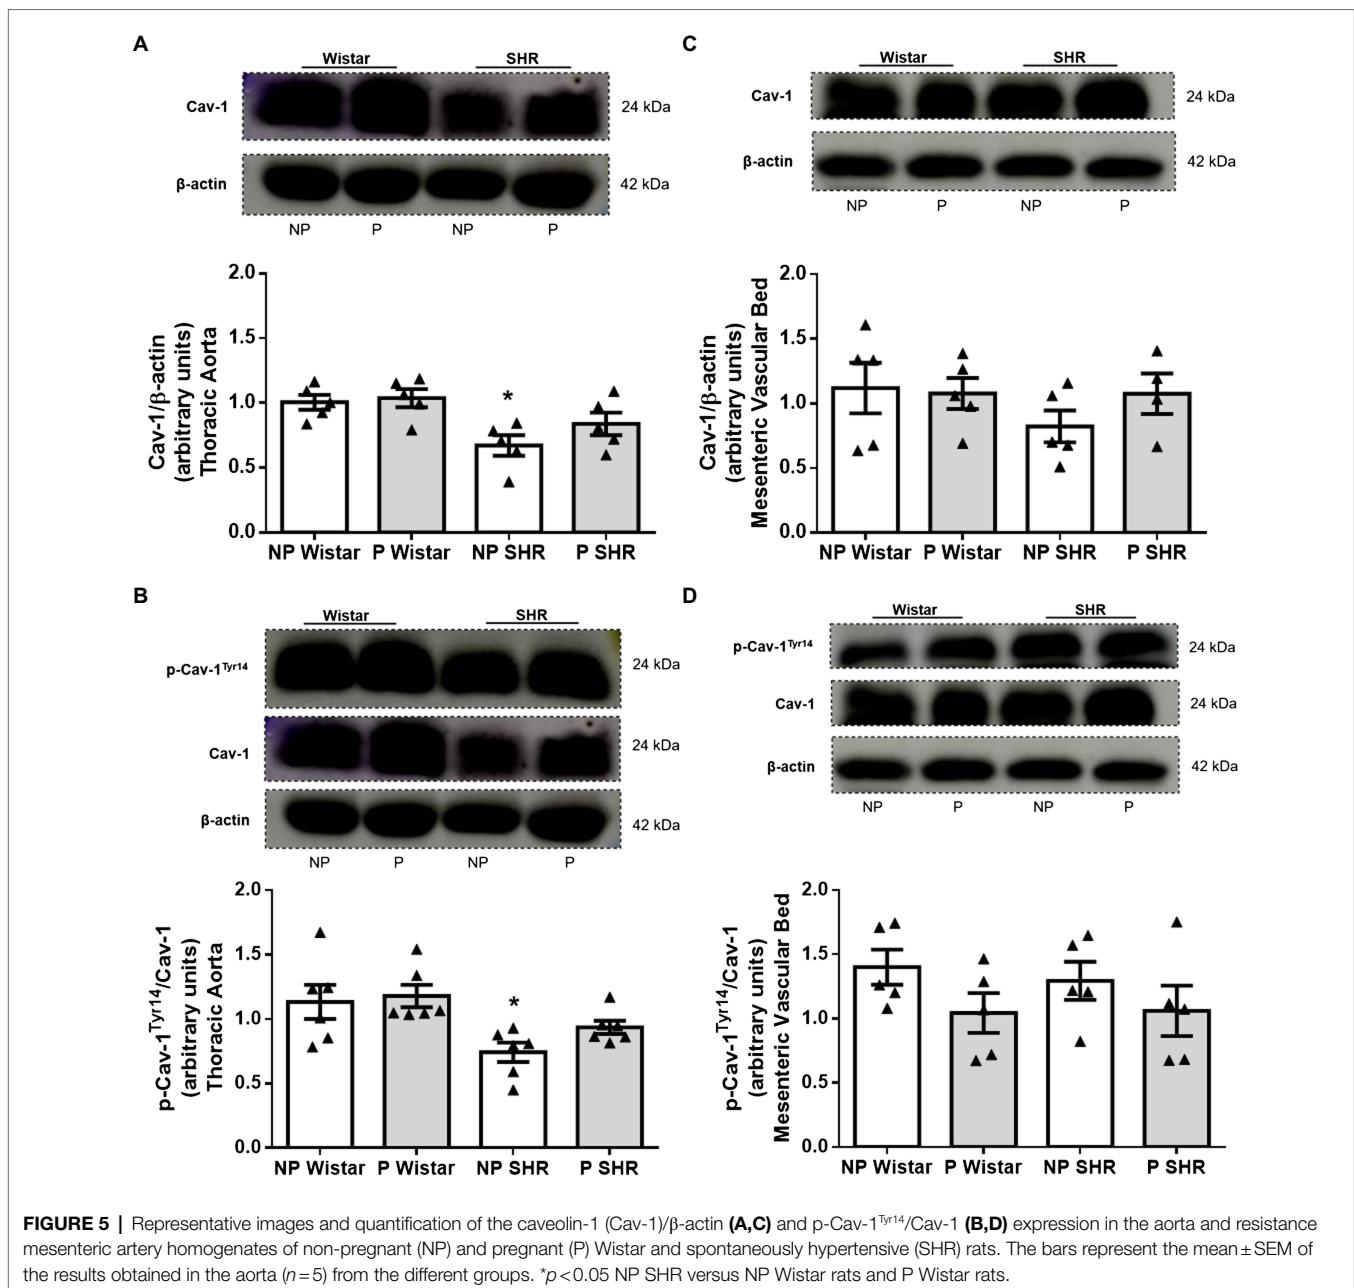 A
Wistar SHR
Cav-1 24 kDa
β-actin 42 kDa
NP P NP P
2.0
1.5
1.0
0.5
0.0
Cav-1/β-actin
(arbitrary units)
Thoracic Aorta
*
NP Wistar P Wistar NP SHR P SHR
C
Wistar SHR
Cav-1 24 kDa
β-actin 42 kDa
NP P NP P
2.0
1.5
1.0
0.5
0.0
Cav-1/β-actin
(arbitrary units)
Mesenteric Vascular Bed
NP Wistar P Wistar NP SHR P SHR
B
Wistar SHR
p-Cav-1Tyr14 24 kDa
Cav-1 24 kDa
β-actin 42 kDa
NP P NP P
2.0
1.5
1.0
0.5
0.0
p-Cav-1Tyr14/Cav-1
(arbitrary units)
Thoracic Aorta
*
NP Wistar P Wistar NP SHR P SHR
D
Wistar SHR
p-Cav-1Tyr14 24 kDa
Cav-1 24 kDa
β-actin 42 kDa
NP P NP P
2.0
1.5
1.0
0.5
0.0
p-Cav-1Tyr14/Cav-1
(arbitrary units)
Mesenteric Vascular Bed
NP Wistar P Wistar NP SHR P SHR
FIGURE 5 | Representative images and quantification of the caveolin-1 (Cav-1)/β-actin (A,C) and p-Cav-1Tyr14/Cav-1 (B,D) expression in the aorta and resistance
mesenteric artery homogenates of non-pregnant (NP) and pregnant (P) Wistar and spontaneously hypertensive (SHR) rats. The bars represent the mean ± SEM of
the results obtained in the aorta (n = 5) from the different groups. *p < 0.05 NP SHR versus NP Wistar rats and P Wistar rats.